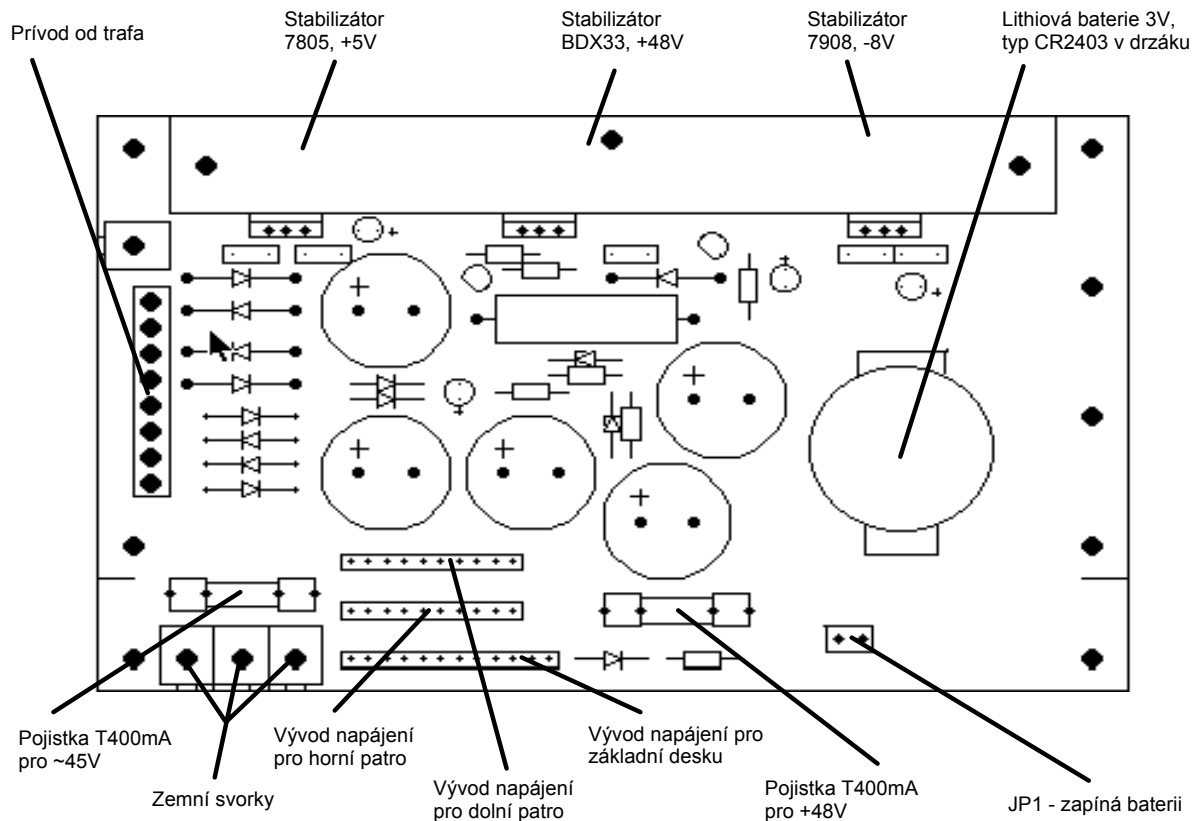 Prívod od trafa
Stabilizátor
7805, +5V
Stabilizátor
BDX33, +48V
Stabilizátor
7908, -8V
Lithiová baterie 3V,
typ CR2403 v drzáku
Pojistka T400mA
pro ~45V
Zemní svorky
Vývod napájení
pro horní patro
Vývod napájení
pro dolní patro
Vývod napájení pro
základní desku
Pojistka T400mA
pro +48V
JP1 - zapíná baterii